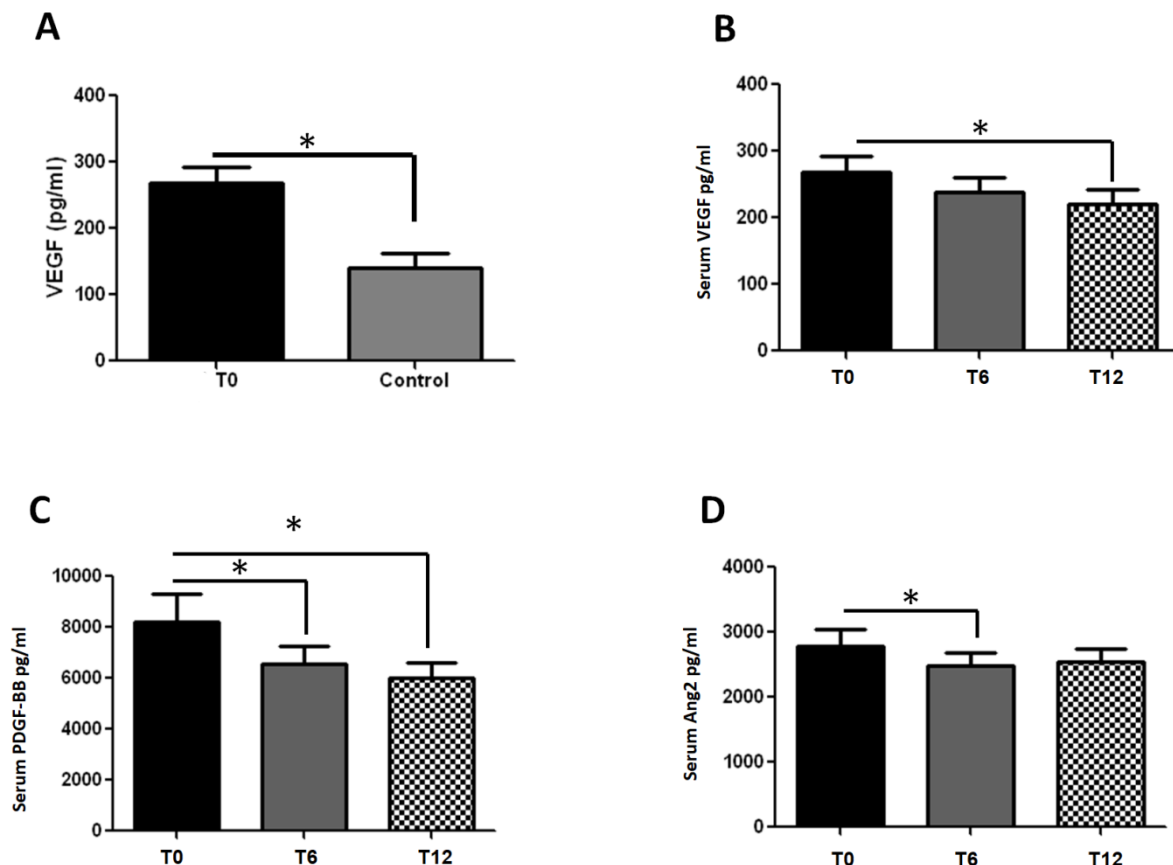 A
VEGF (pg/ml)
400
300
200
100
0
*
T0
Control
B
Serum VEGF pg/ml
400
300
200
100
0
*
T0
T6
T12
C
Serum PDGF-BB pg/ml
10000
8000
6000
4000
2000
0
*
*
T0
T6
T12
D
Serum Ang2 pg/ml
4000
3000
2000
1000
0
*
T0
T6
T12